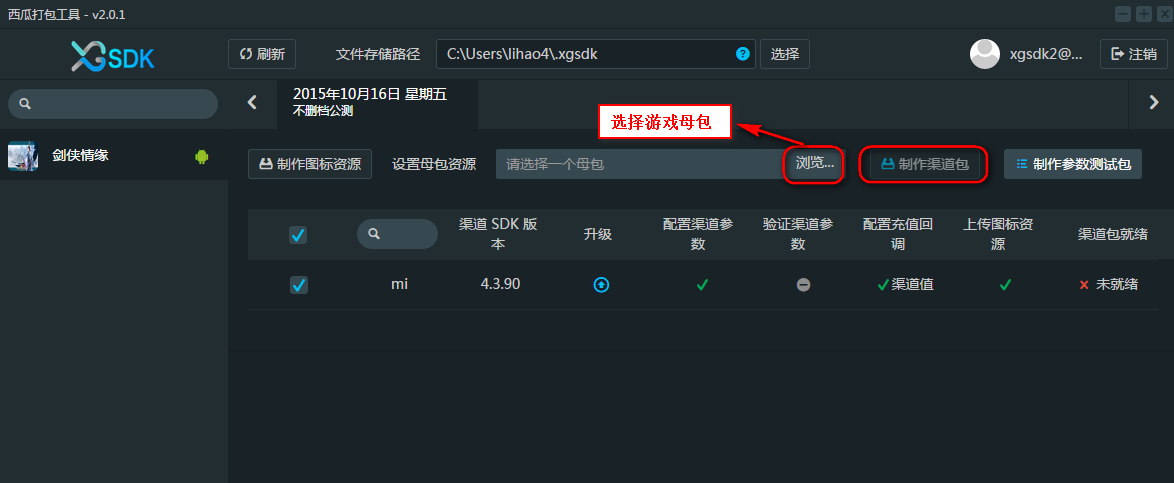 西瓜打包工具 - v2.0.1
XGSDK
刷新
文件存储路径
C:\Users\lihao4\.xgsdk
?
选择
xgsdk2@...
注销
2015年10月16日 星期五
不删档公测
选择游戏母包
剑侠情缘
制作图标资源
设置母包资源
请选择一个母包
浏览...
制作渠道包
制作参数测试包
渠道 SDK 版
本
升级
配置渠道参
数
验证渠道参
数
配置充值回
调
上传图标资
源
渠道包就绪
mi
4.3.90
渠道值
未就绪